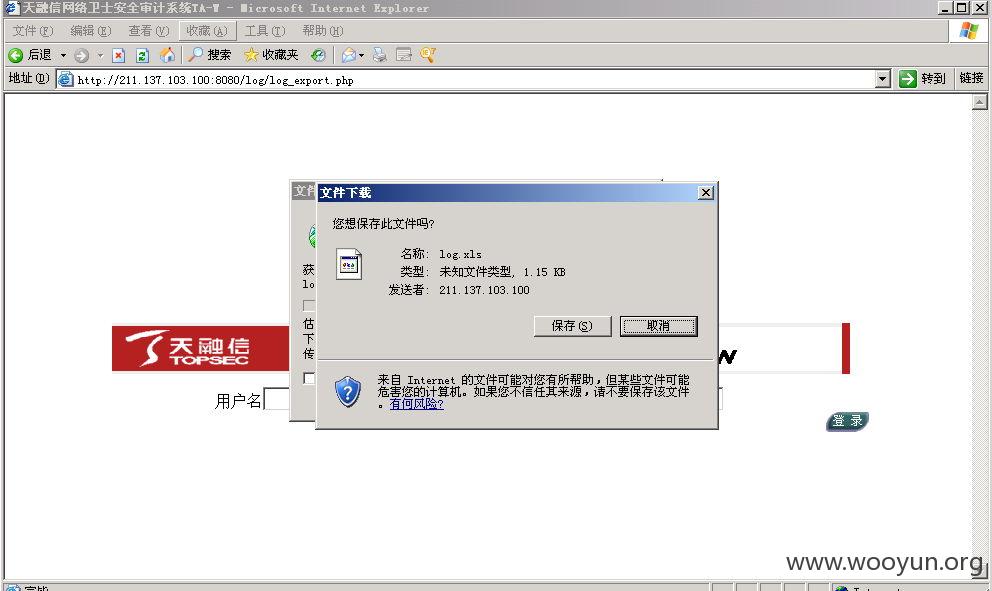 天融信网络卫士安全审计系统TA-W - Microsoft Internet Explorer
文件(F) 编辑(E) 查看(V) 收藏(A) 工具(T) 帮助(H)
后退 搜索 收藏夹
地址(D) http://211.137.103.100:8080/log/log_export.php 转到 链接
文件
文件下载
您想保存此文件吗?
名称: log.xls
获
类型: 未知文件类型, 1.15 KB
lo
发送者: 211.137.103.100
保存(S) 取消
估
下
传
天融信
TOPSEC
W
来自 Internet 的文件可能对您有所帮助,但某些文件可能
危害您的计算机。如果您不信任其来源,请不要保存该文件
。有何风险?
用户名
登 录
www.wooyun.org
完毕 Internet